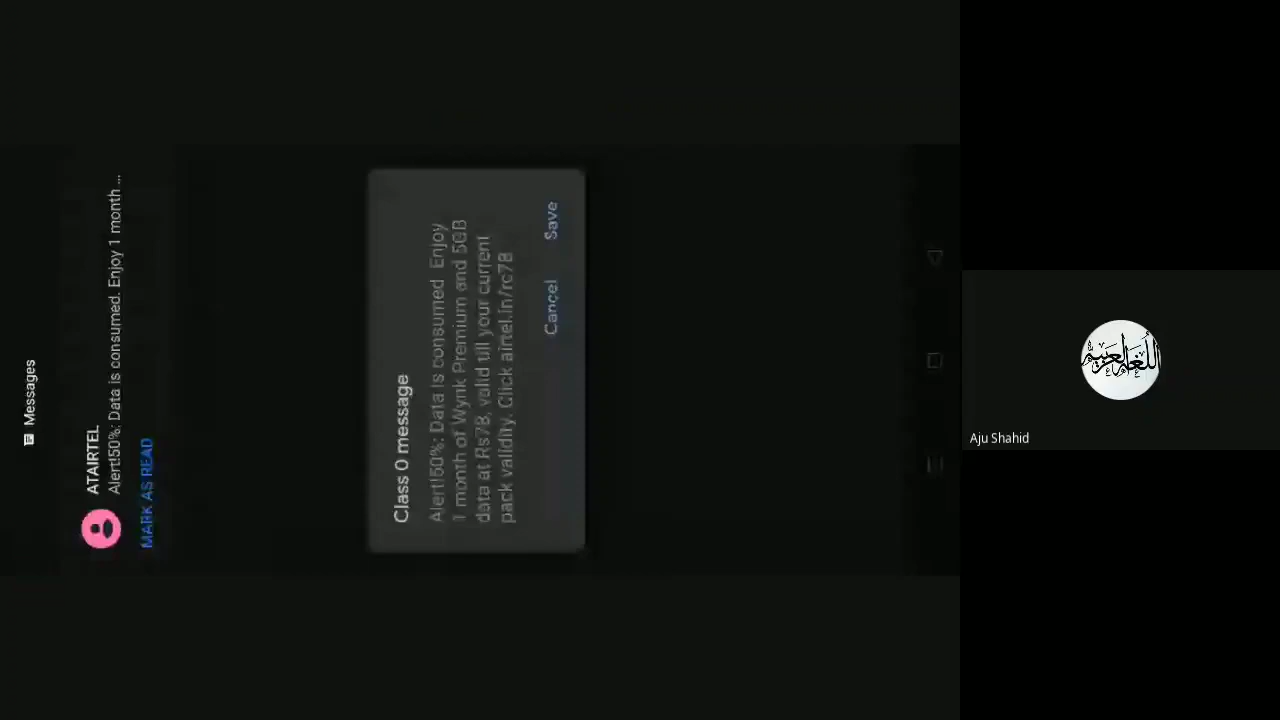 Messages
ATAIRTEL
Alert!50%: Data is consumed. Enjoy 1 month ...
MARK AS READ
Class 0 message
Alert!50%: Data is consumed Enjoy
1 month of Wynk Premium and 5GB
data at Rs78, valid till your current
pack validity. Click airtel.in/rc78
Cancel Save
اللغة العربية
Aju Shahid